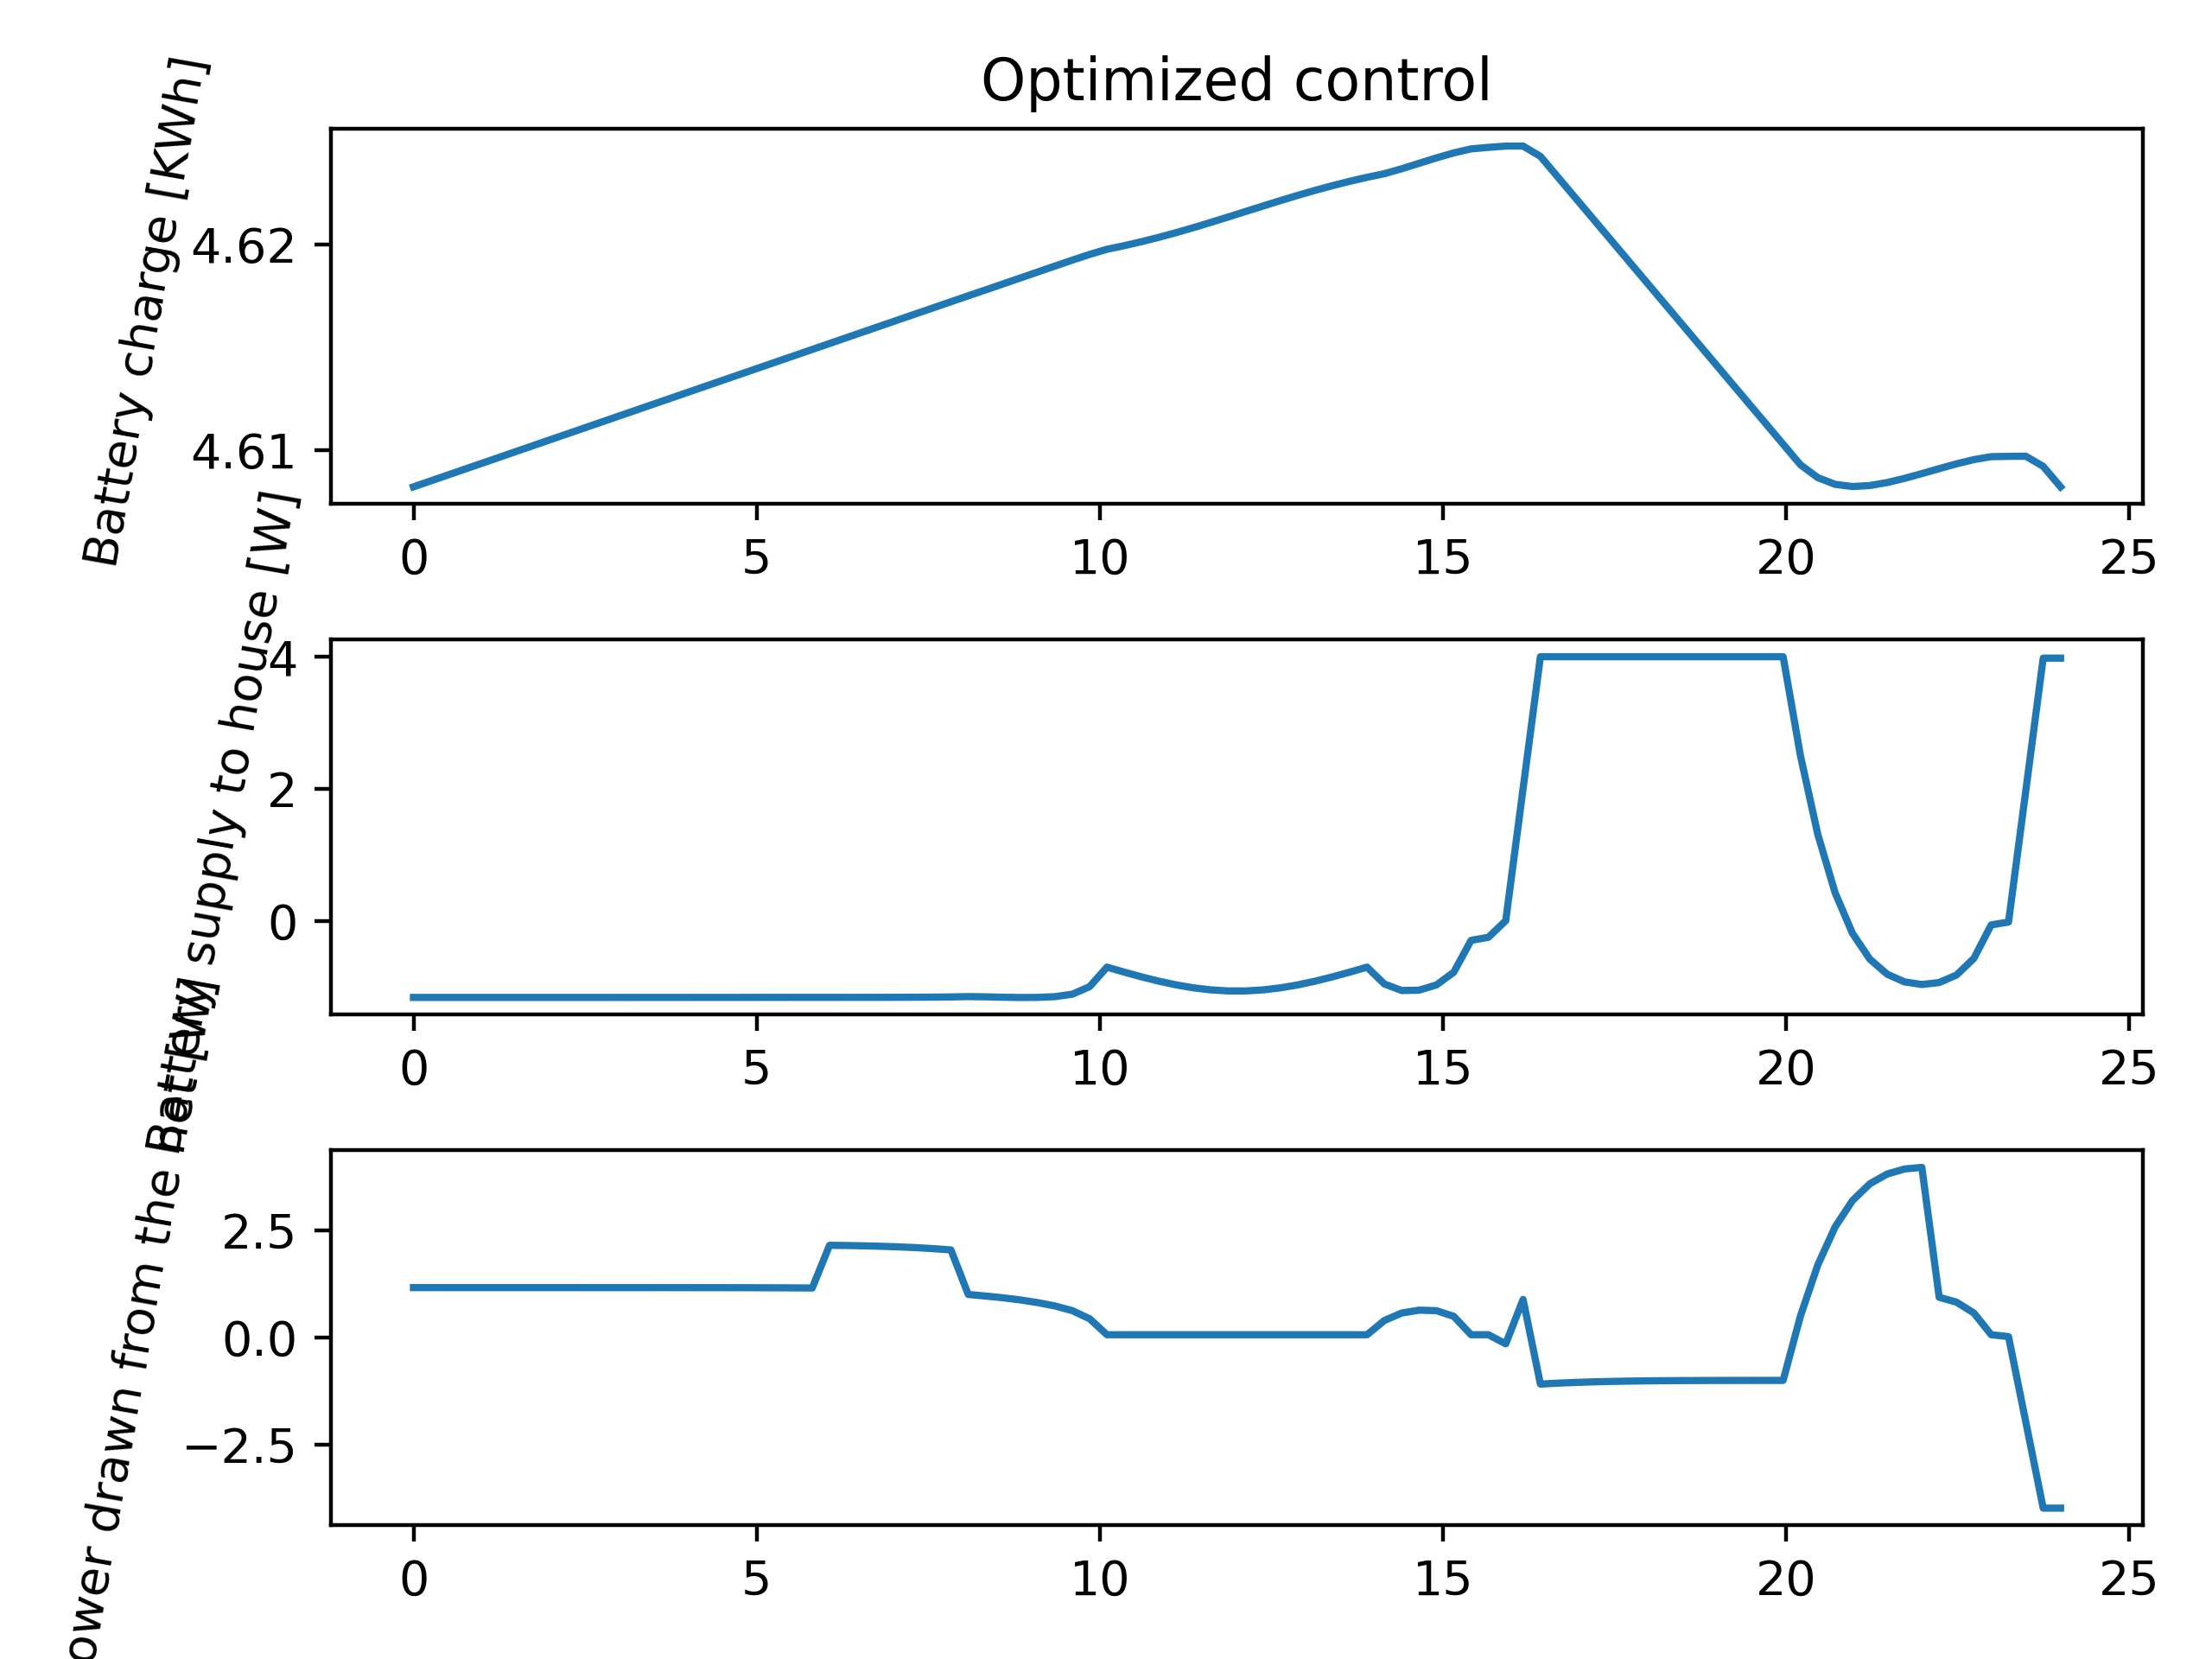 Optimized control
Battery charge [KWh]
4.62
4.61
0 5 10 15 20 25
Battery supply to house [W]
4
2
0
0 5 10 15 20 25
ower drawn from the net [W]
2.5
0.0
−2.5
0 5 10 15 20 25